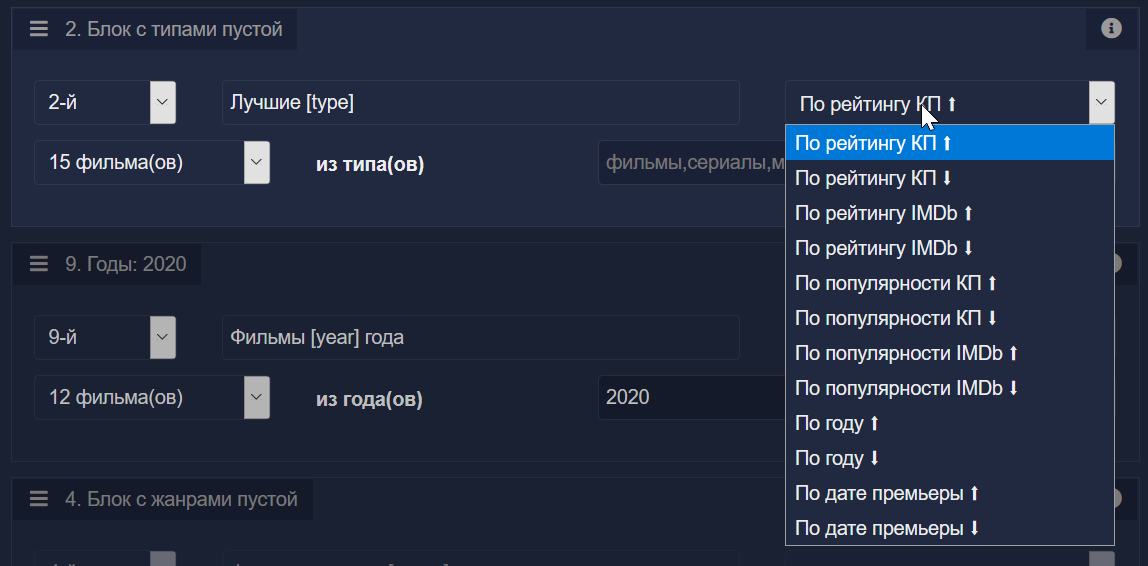 2. Блок с типами пустой
2-й
Лучшие [type]
По рейтингу КП ⬆
15 фильма(ов)
из типа(ов)
фильмы,сериалы,м
По рейтингу КП ⬆
По рейтингу КП ⬇
По рейтингу IMDb ⬆
По рейтингу IMDb ⬇
По популярности КП ⬆
По популярности КП ⬇
По популярности IMDb ⬆
По популярности IMDb ⬇
По году ⬆
По году ⬇
По дате премьеры ⬆
По дате премьеры ⬇
9. Годы: 2020
9-й
Фильмы [year] года
12 фильма(ов)
из года(ов)
2020
4. Блок с жанрами пустой